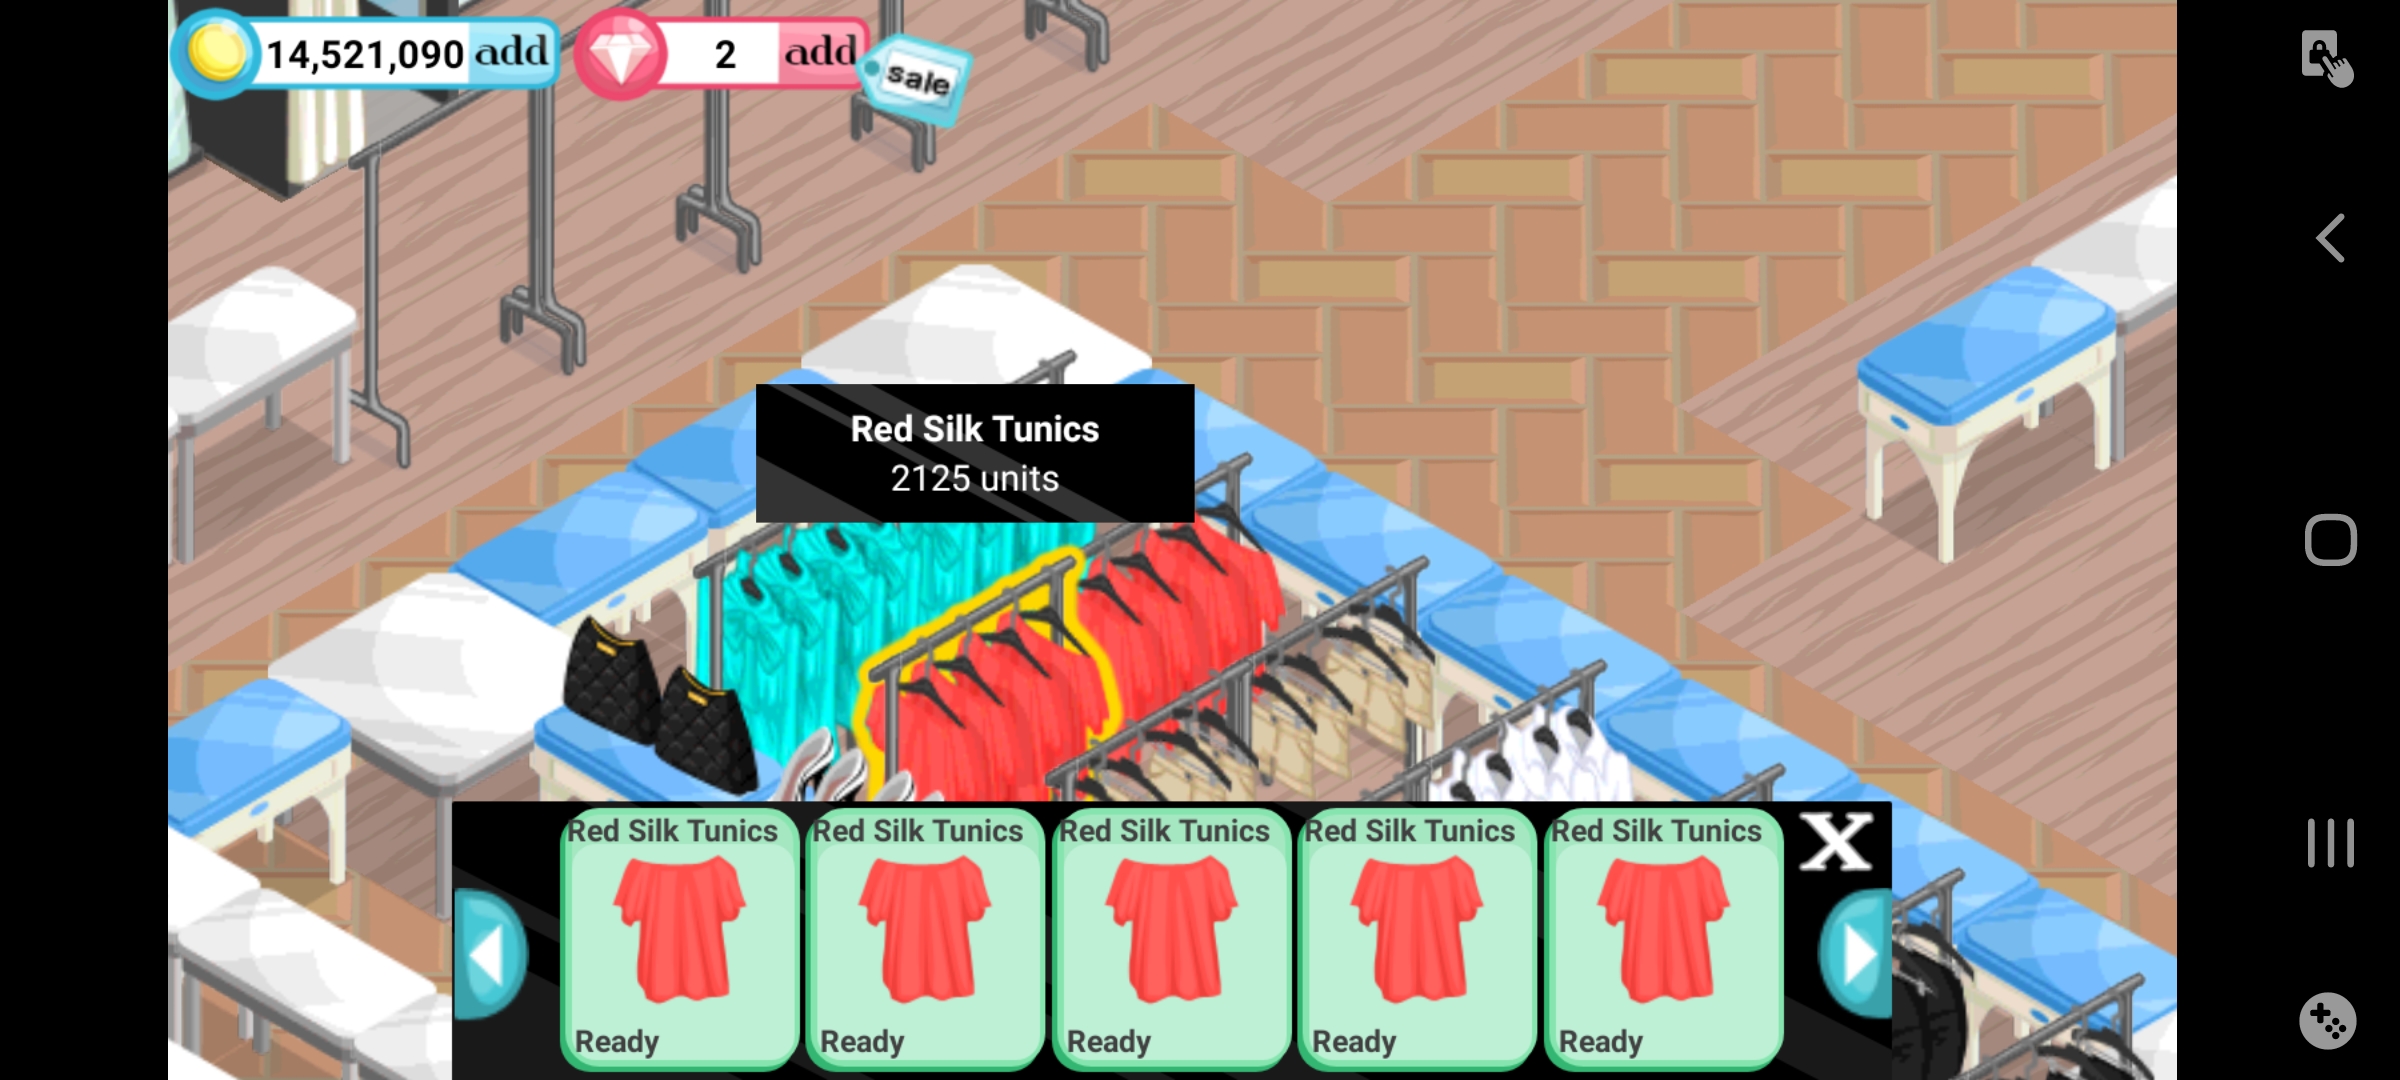 14,521,090 add
2 add
sale
Red Silk Tunics
2125 units
Red Silk Tunics Red Silk Tunics Red Silk Tunics Red Silk Tunics Red Silk Tunics X
Ready Ready Ready Ready Ready